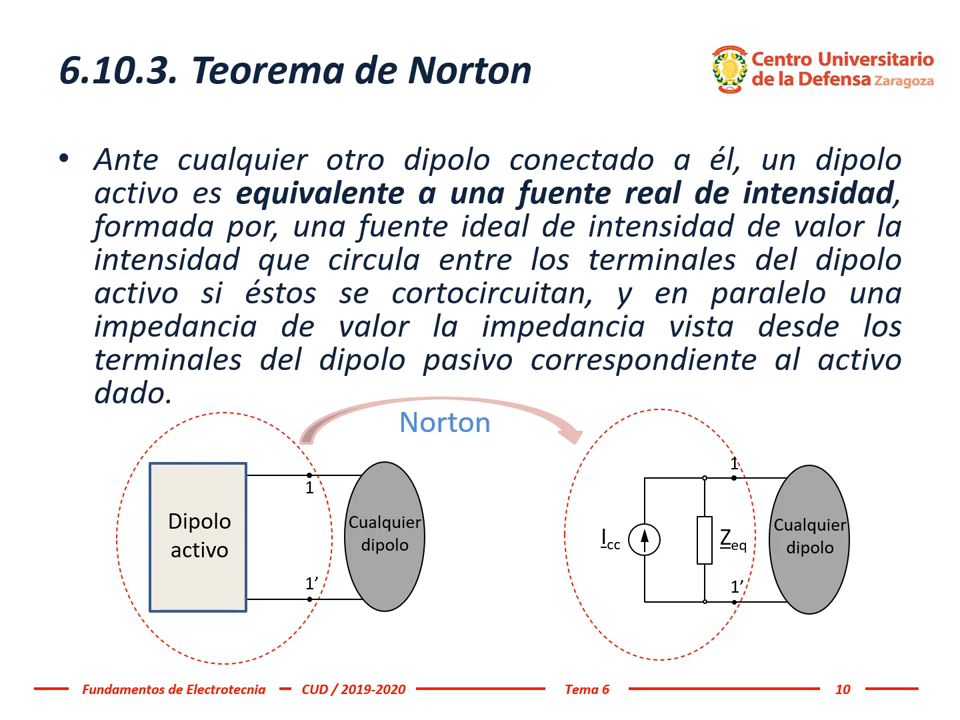 6.10.3. Teorema de Norton
Centro Universitario
de la Defensa Zaragoza
• Ante cualquier otro dipolo conectado a él, un dipolo
activo es equivalente a una fuente real de intensidad,
formada por, una fuente ideal de intensidad de valor la
intensidad que circula entre los terminales del dipolo
activo si éstos se cortocircuitan, y en paralelo una
impedancia de valor la impedancia vista desde los
terminales del dipolo pasivo correspondiente al activo
dado.
Norton
Dipolo
activo
1
1’
Cualquier
dipolo
Icc
Zeq
1
1’
Cualquier
dipolo
Fundamentos de Electrotecnia
CUD / 2019-2020
Tema 6
10